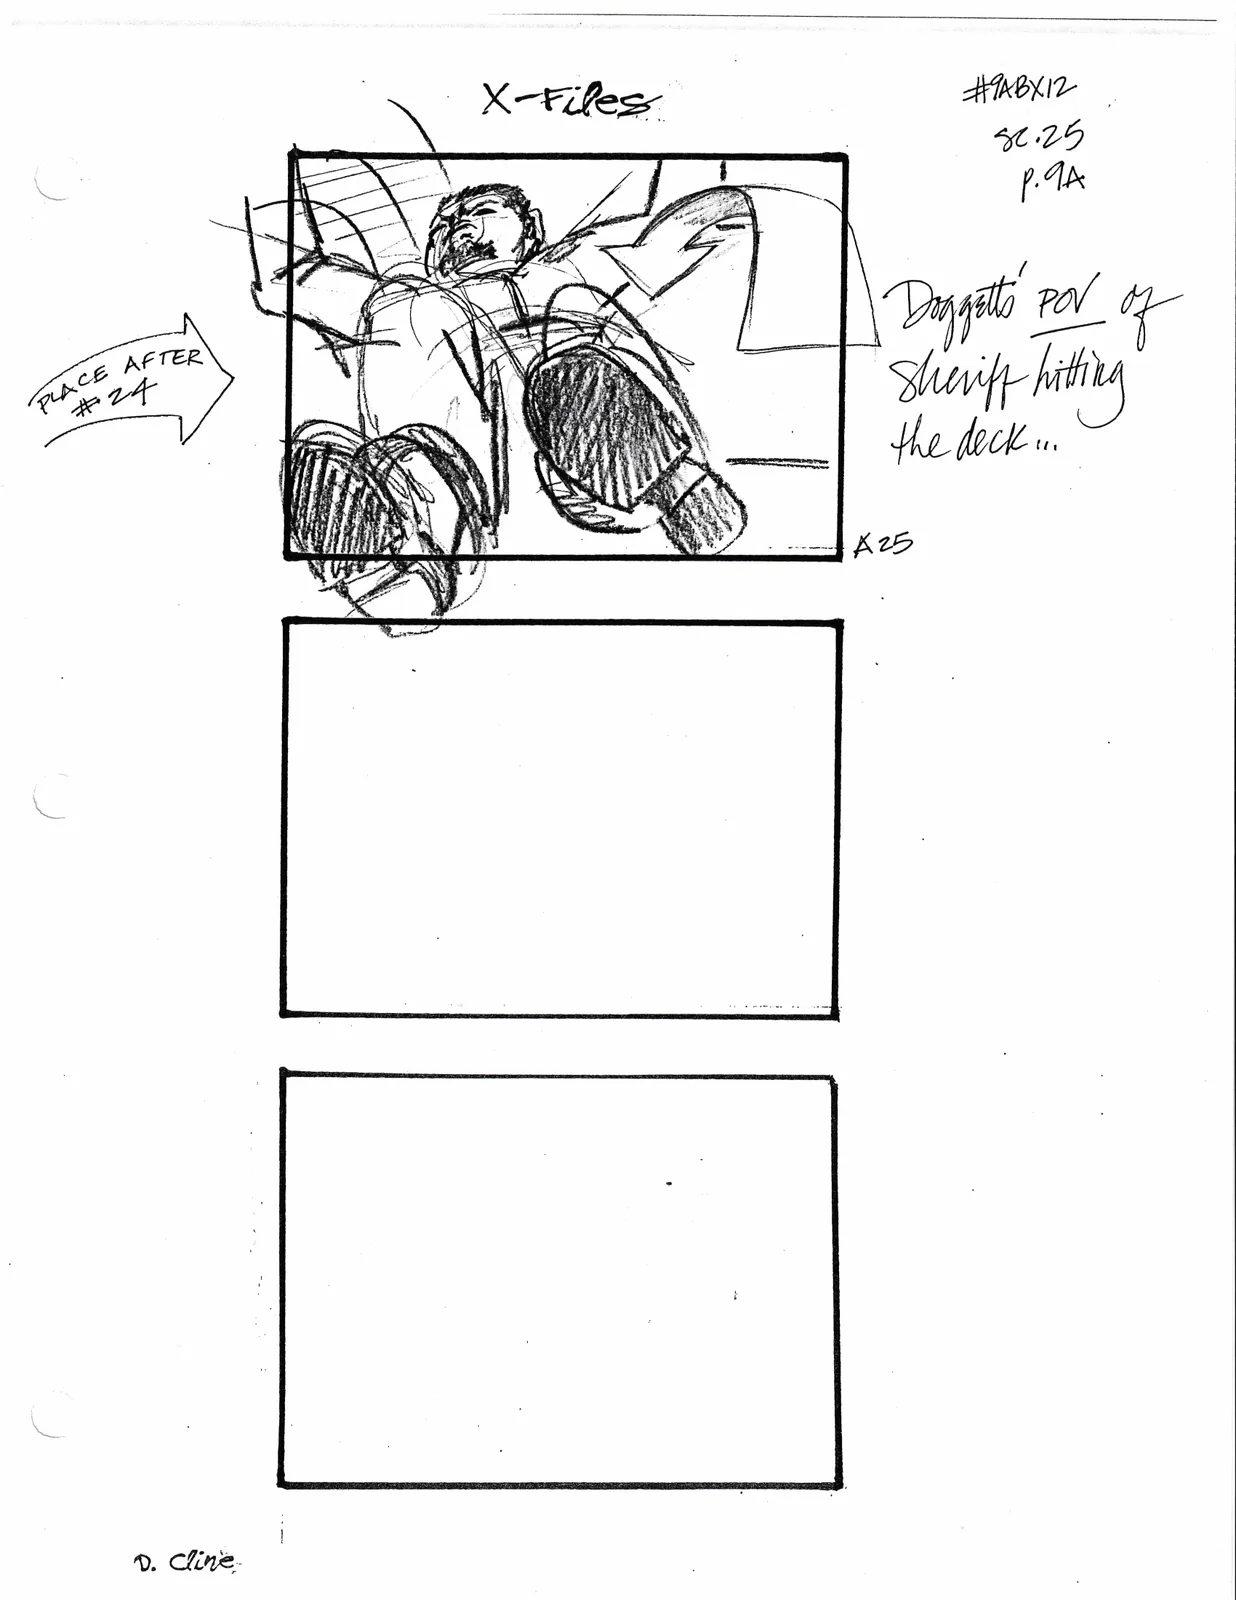 X-Files
#9ABX12
SC.25
P.9A
PLACE AFTER
#24
Doggett's POV of
Sheriff hitting
the deck...
A25
D. Cline